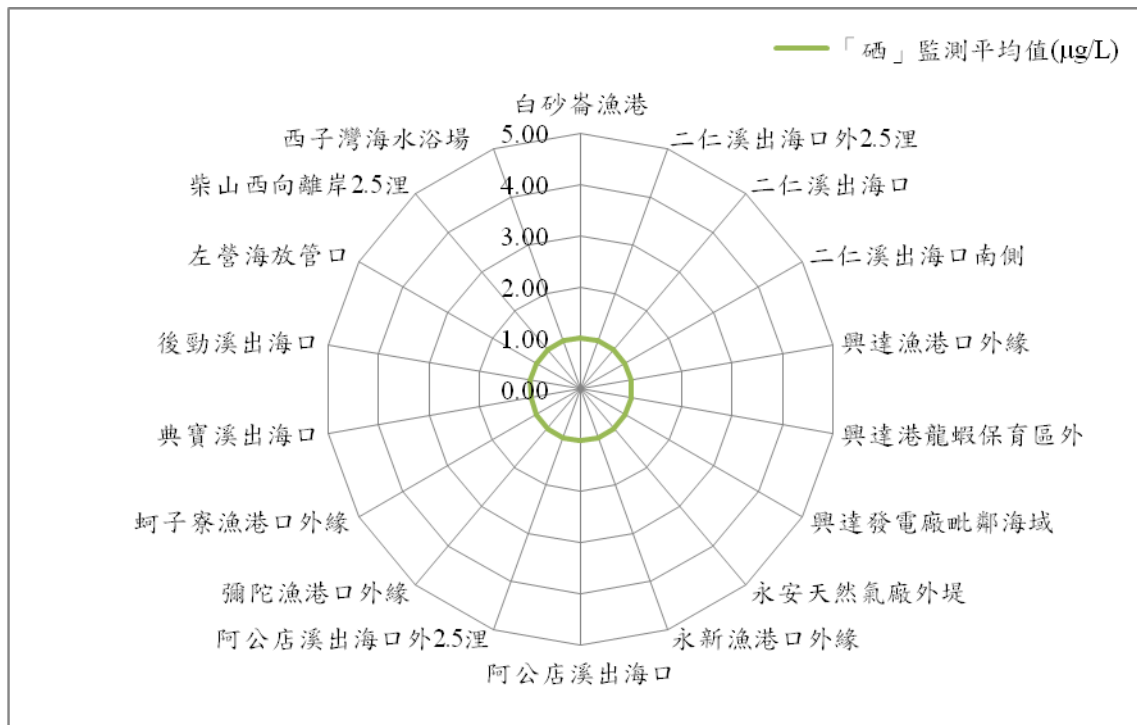 「硒」監測平均值(μg/L)
白砂崙漁港
二仁溪出海口外2.5浬
二仁溪出海口
二仁溪出海口南側
興達漁港口外緣
興達港龍蝦保育區外
興達發電廠毗鄰海域
永安天然氣廠外堤
永新漁港口外緣
阿公店溪出海口
阿公店溪出海口外2.5浬
彌陀漁港口外緣
蚵子寮漁港口外緣
典寶溪出海口
後勁溪出海口
左營海放管口
柴山西向離岸2.5浬
西子灣海水浴場
5.00
4.00
3.00
2.00
1.00
0.00